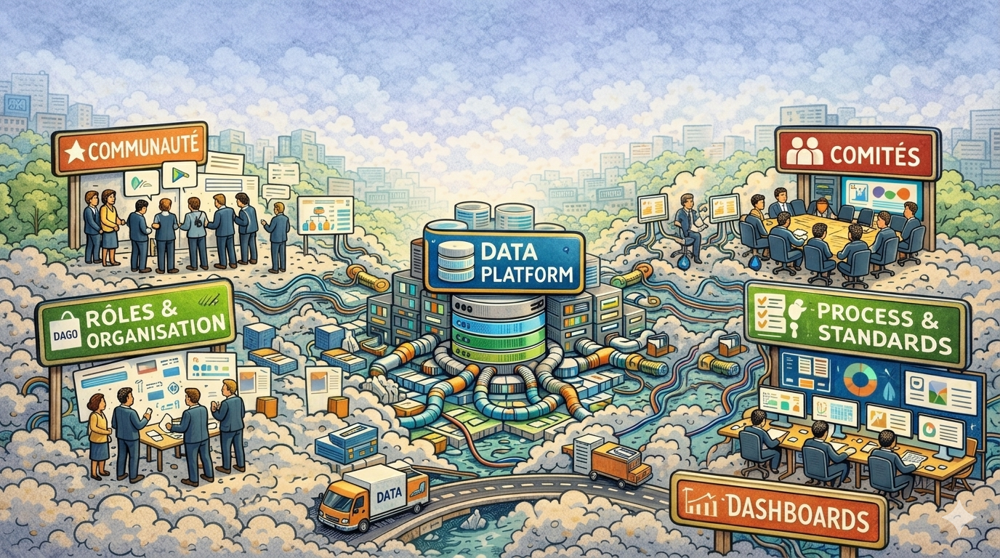 COMMUNAUTÉ
COMITÉS
DATA
PLATFORM
RÔLES &
ORGANISATION
DAGO
PROCESS &
STANDARDS
DATA
DASHBOARDS